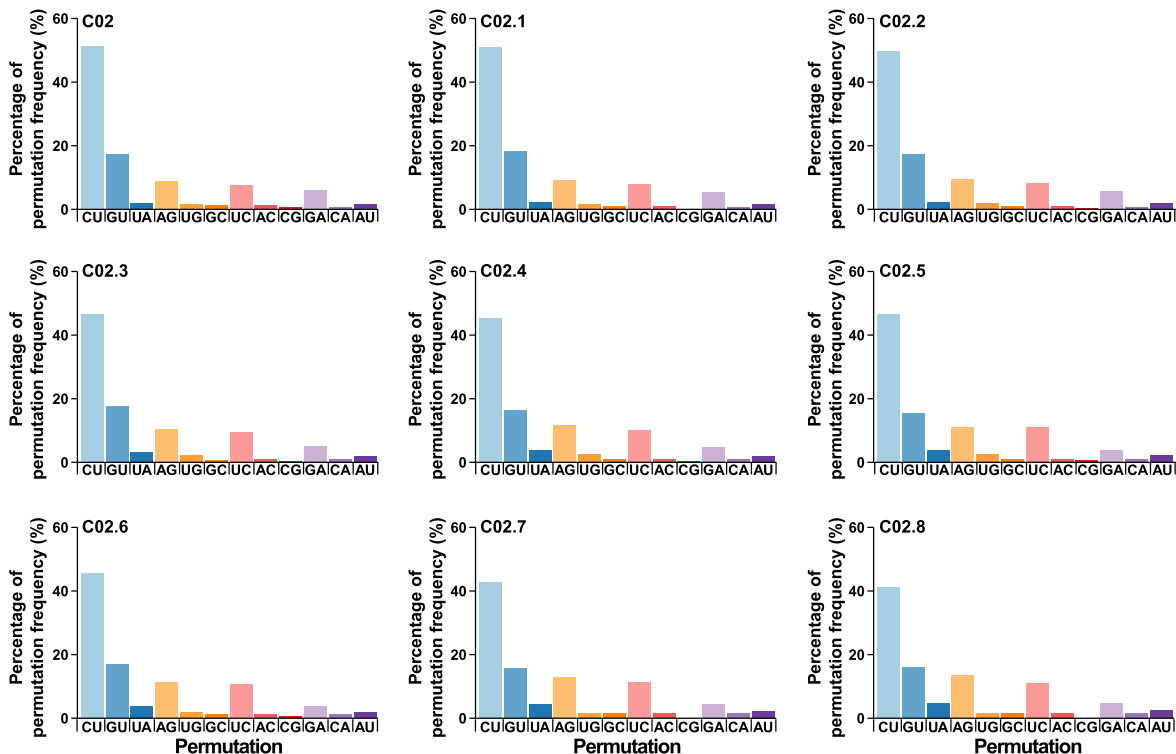 C02
Percentage of
permutation frequency (%)
60
40
20
0
CU GU UA AG UG GC UC AC CG GA CA AU
C02.1
Percentage of
permutation frequency (%)
60
40
20
0
CU GU UA AG UG GC UC AC CG GA CA AU
C02.2
Percentage of
permutation frequency (%)
60
40
20
0
CU GU UA AG UG GC UC AC CG GA CA AU
C02.3
Percentage of
permutation frequency (%)
60
40
20
0
CU GU UA AG UG GC UC AC CG GA CA AU
C02.4
Percentage of
permutation frequency (%)
60
40
20
0
CU GU UA AG UG GC UC AC CG GA CA AU
C02.5
Percentage of
permutation frequency (%)
60
40
20
0
CU GU UA AG UG GC UC AC CG GA CA AU
C02.6
Percentage of
permutation frequency (%)
60
40
20
0
CU GU UA AG UG GC UC AC CG GA CA AU
Permutation
C02.7
Percentage of
permutation frequency (%)
60
40
20
0
CU GU UA AG UG GC UC AC CG GA CA AU
Permutation
C02.8
Percentage of
permutation frequency (%)
60
40
20
0
CU GU UA AG UG GC UC AC CG GA CA AU
Permutation